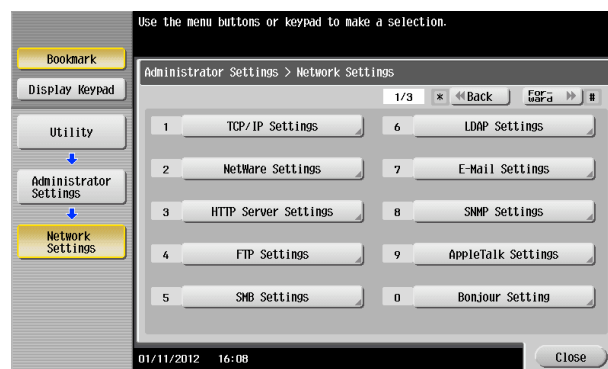 Use the menu buttons or keypad to make a selection.
Bookmark
Display Keypad
Utility
Administrator
Settings
Network
Settings
Administrator Settings > Network Settings
1/3 * Back For-
ward #
1 TCP/IP Settings
6 LDAP Settings
2 NetWare Settings
7 E-Mail Settings
3 HTTP Server Settings
8 SNMP Settings
4 FTP Settings
9 AppleTalk Settings
5 SMB Settings
0 Bonjour Setting
01/11/2012 16:08
Close